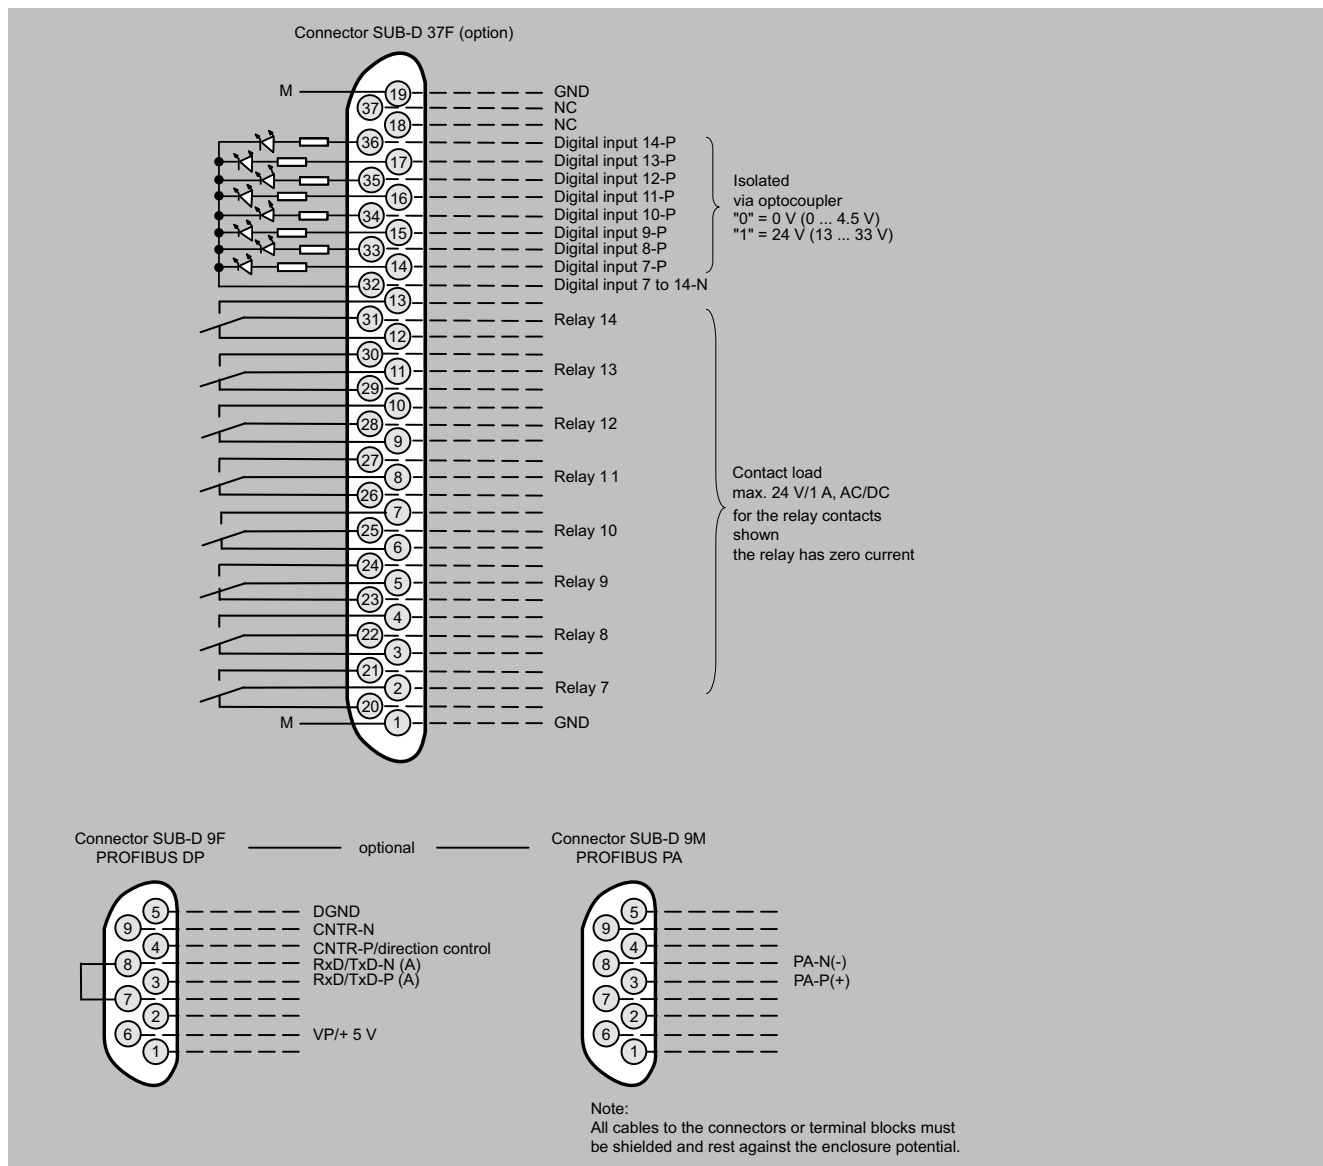 Connector SUB-D 37F (option)
M 19 GND
37 NC
18 NC
36 Digital input 14-P
17 Digital input 13-P
35 Digital input 12-P
16 Digital input 11-P
34 Digital input 10-P
15 Digital input 9-P
33 Digital input 8-P
14 Digital input 7-P
32 Digital input 7 to 14-N
Isolated
via optocoupler
"0" = 0 V (0 ... 4.5 V)
"1" = 24 V (13 ... 33 V)
13
31 Relay 14
12
30
11 Relay 13
29
10
28 Relay 12
9
27
8 Relay 11
26
7
25 Relay 10
6
24
5 Relay 9
23
4
22 Relay 8
3
21
2 Relay 7
20
M 1 GND
Contact load
max. 24 V/1 A, AC/DC
for the relay contacts
shown
the relay has zero current
Connector SUB-D 9F
PROFIBUS DP
optional
Connector SUB-D 9M
PROFIBUS PA
5 DGND
9 CNTR-N
4 CNTR-P/direction control
8 RxD/TxD-N (A)
3 RxD/TxD-P (A)
7
2
6 VP/+ 5 V
1
5
9
4
8 PA-N(-)
3 PA-P(+)
7
2
6
1
Note:
All cables to the connectors or terminal blocks must
be shielded and rest against the enclosure potential.